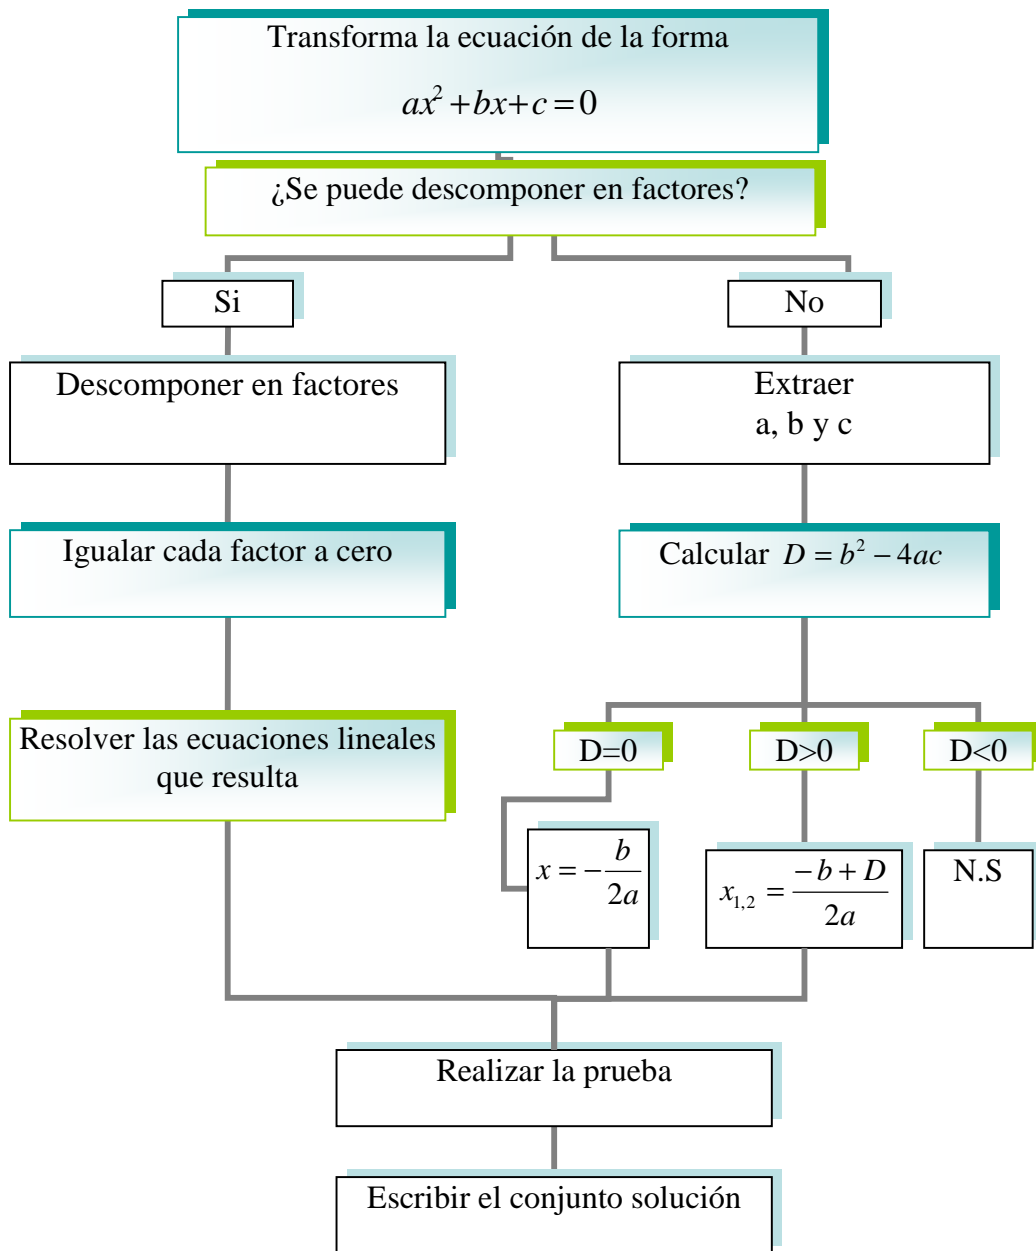 Transforma la ecuación de la forma
ax² + bx + c = 0
¿Se puede descomponer en factores?
Si
No
Descomponer en factores
Extraer
a, b y c
Igualar cada factor a cero
Calcular D = b² − 4ac
Resolver las ecuaciones lineales
que resulta
D=0
D>0
D<0
x = −b/2a
x₁,₂ = (−b + D)/2a
N.S
Realizar la prueba
Escribir el conjunto solución